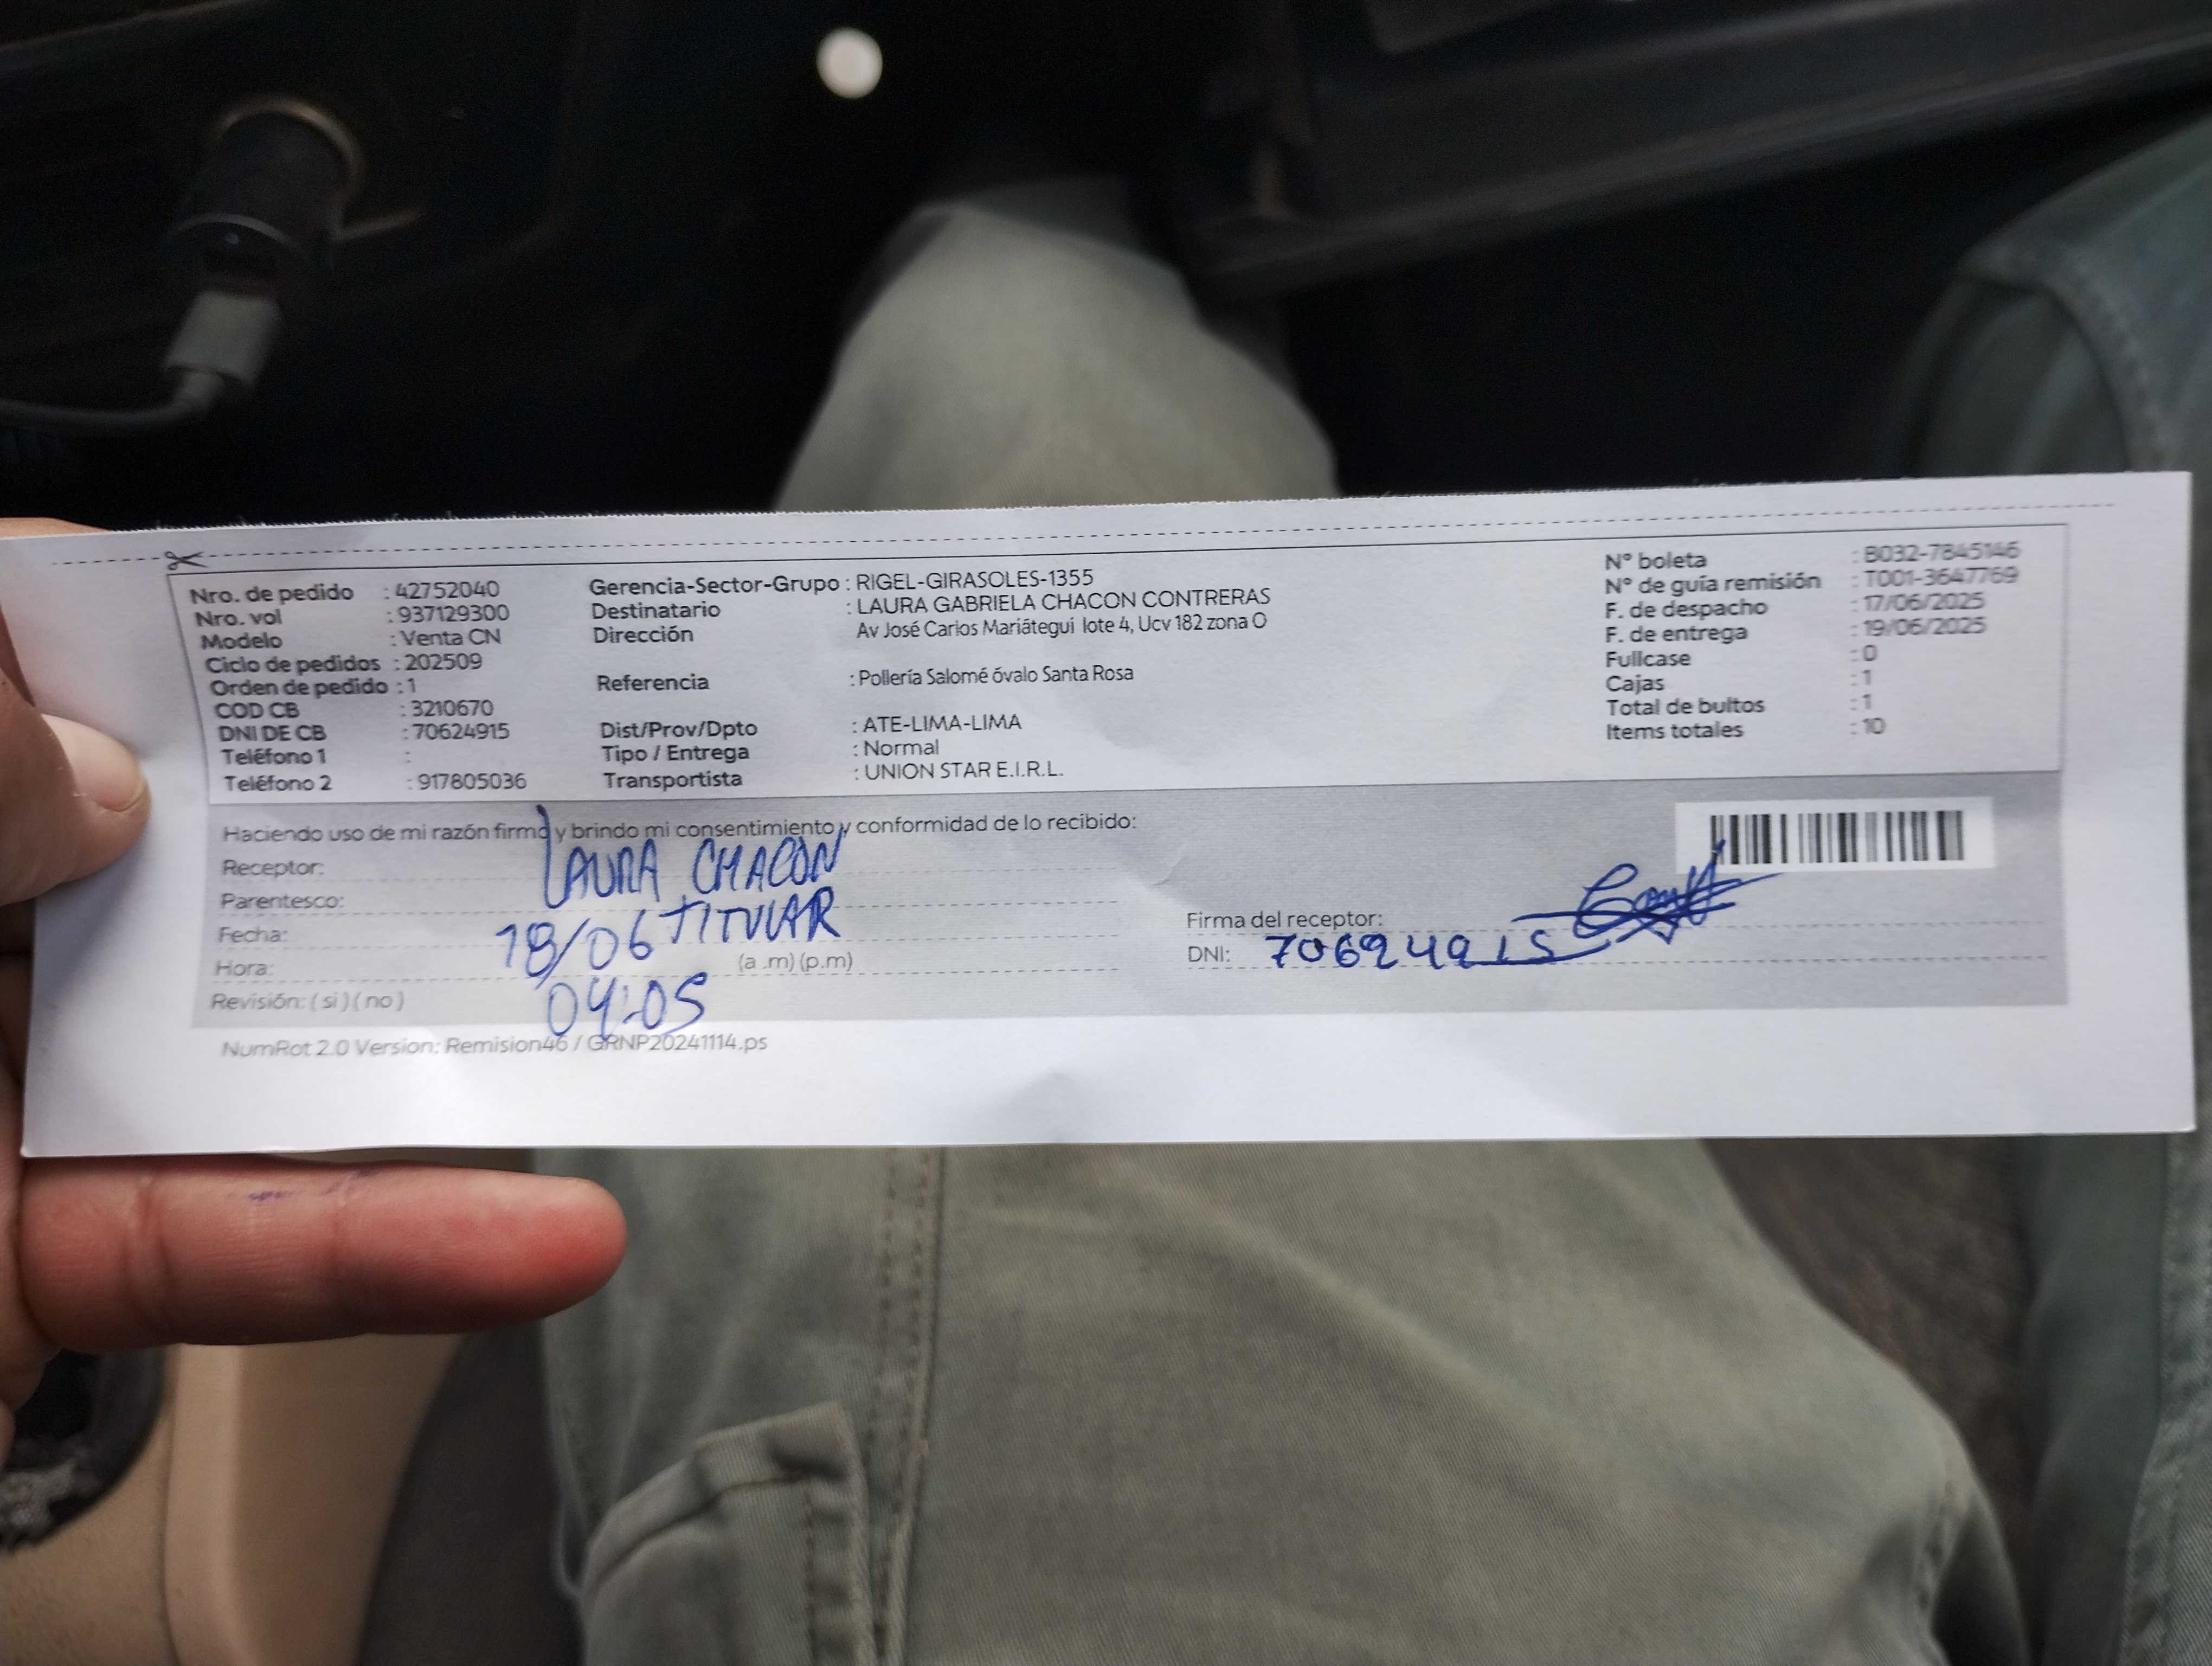 Nro. de pedido : 42752040
Nro. vol : 937129300
Modelo : Venta CN
Ciclo de pedidos : 202509
Orden de pedido : 1
COD CB : 3210670
DNI DE CB : 70624915
Teléfono 1 :
Teléfono 2 : 917805036
Gerencia-Sector-Grupo : RIGEL-GIRASOLES-1355
Destinatario : LAURA GABRIELA CHACON CONTRERAS
Dirección Av José Carlos Mariátegui lote 4, Ucv 182 zona O
Referencia : Pollería Salomé óvalo Santa Rosa
Dist/Prov/Dpto : ATE-LIMA-LIMA
Tipo / Entrega : Normal
Transportista : UNION STAR E.I.R.L.
N° boleta : B032-7845146
N° de guía remisión : T001-3647769
F. de despacho : 17/06/2025
F. de entrega : 19/06/2025
Fullcase : 0
Cajas : 1
Total de bultos : 1
Items totales : 10
Haciendo uso de mi razón firmo y brindo mi consentimiento y conformidad de lo recibido:
Receptor: LAURA CHACON
Parentesco: TITULAR
Fecha: 18/06
Hora: 04:05 (a .m) (p.m)
Revisión: ( si ) ( no )
Firma del receptor:
DNI: 70624915
NumRot 2.0 Version: Remision46 / GRNP20241114.ps